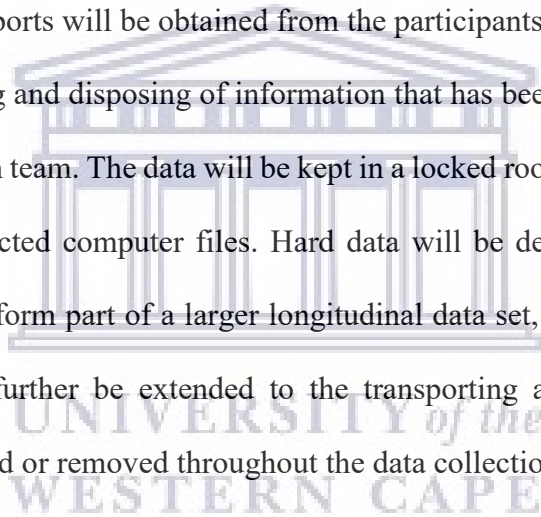 ports will be obtained from the participants
g and disposing of information that has bee
n team. The data will be kept in a locked roo
cted computer files. Hard data will be de
form part of a larger longitudinal data set,
further be extended to the transporting a
UNIVERSITY of the
d or removed throughout the data collectio
WESTERN CAPE